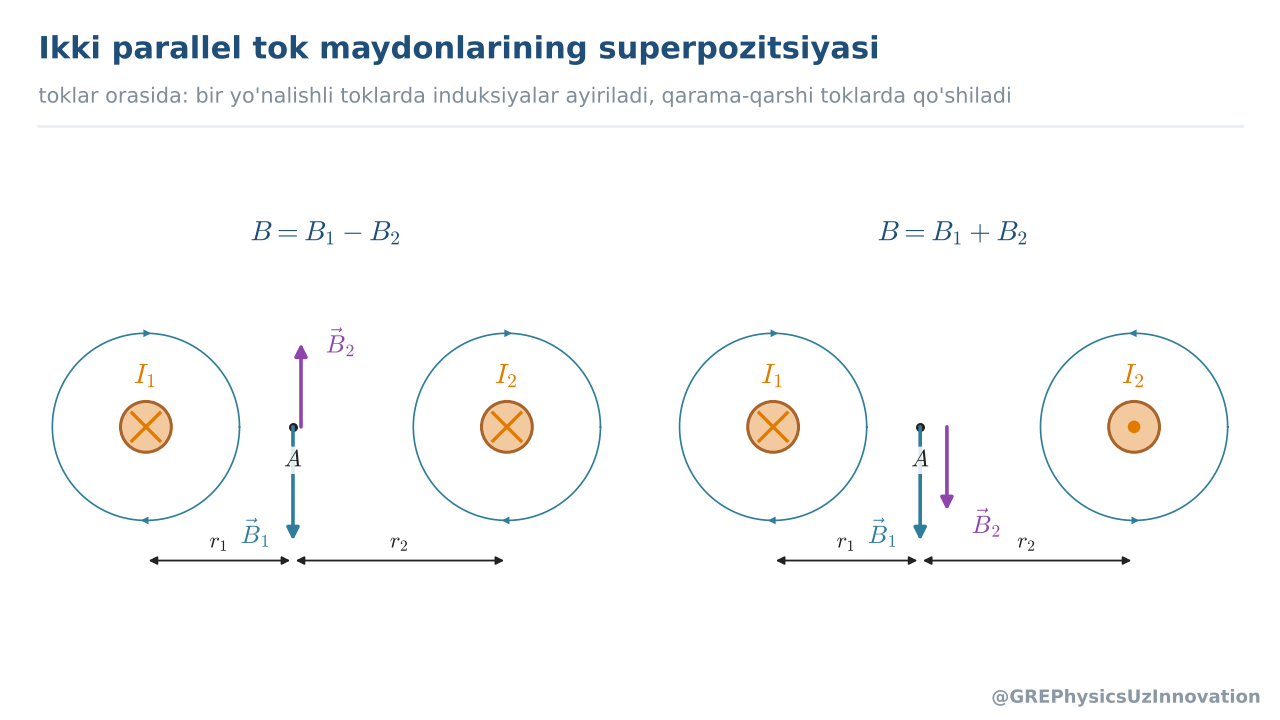 Ikki parallel tok maydonlarining superpozitsiyasi
toklar orasida: bir yo'nalishli toklarda induksiyalar ayiriladi, qarama-qarshi toklarda qo'shiladi
B = B₁ − B₂
B = B₁ + B₂
I₁
B⃗₂
I₂
A
B⃗₁
r₁
r₂
I₁
I₂
A
B⃗₁
B⃗₂
r₁
r₂
@GREPhysicsUzInnovation